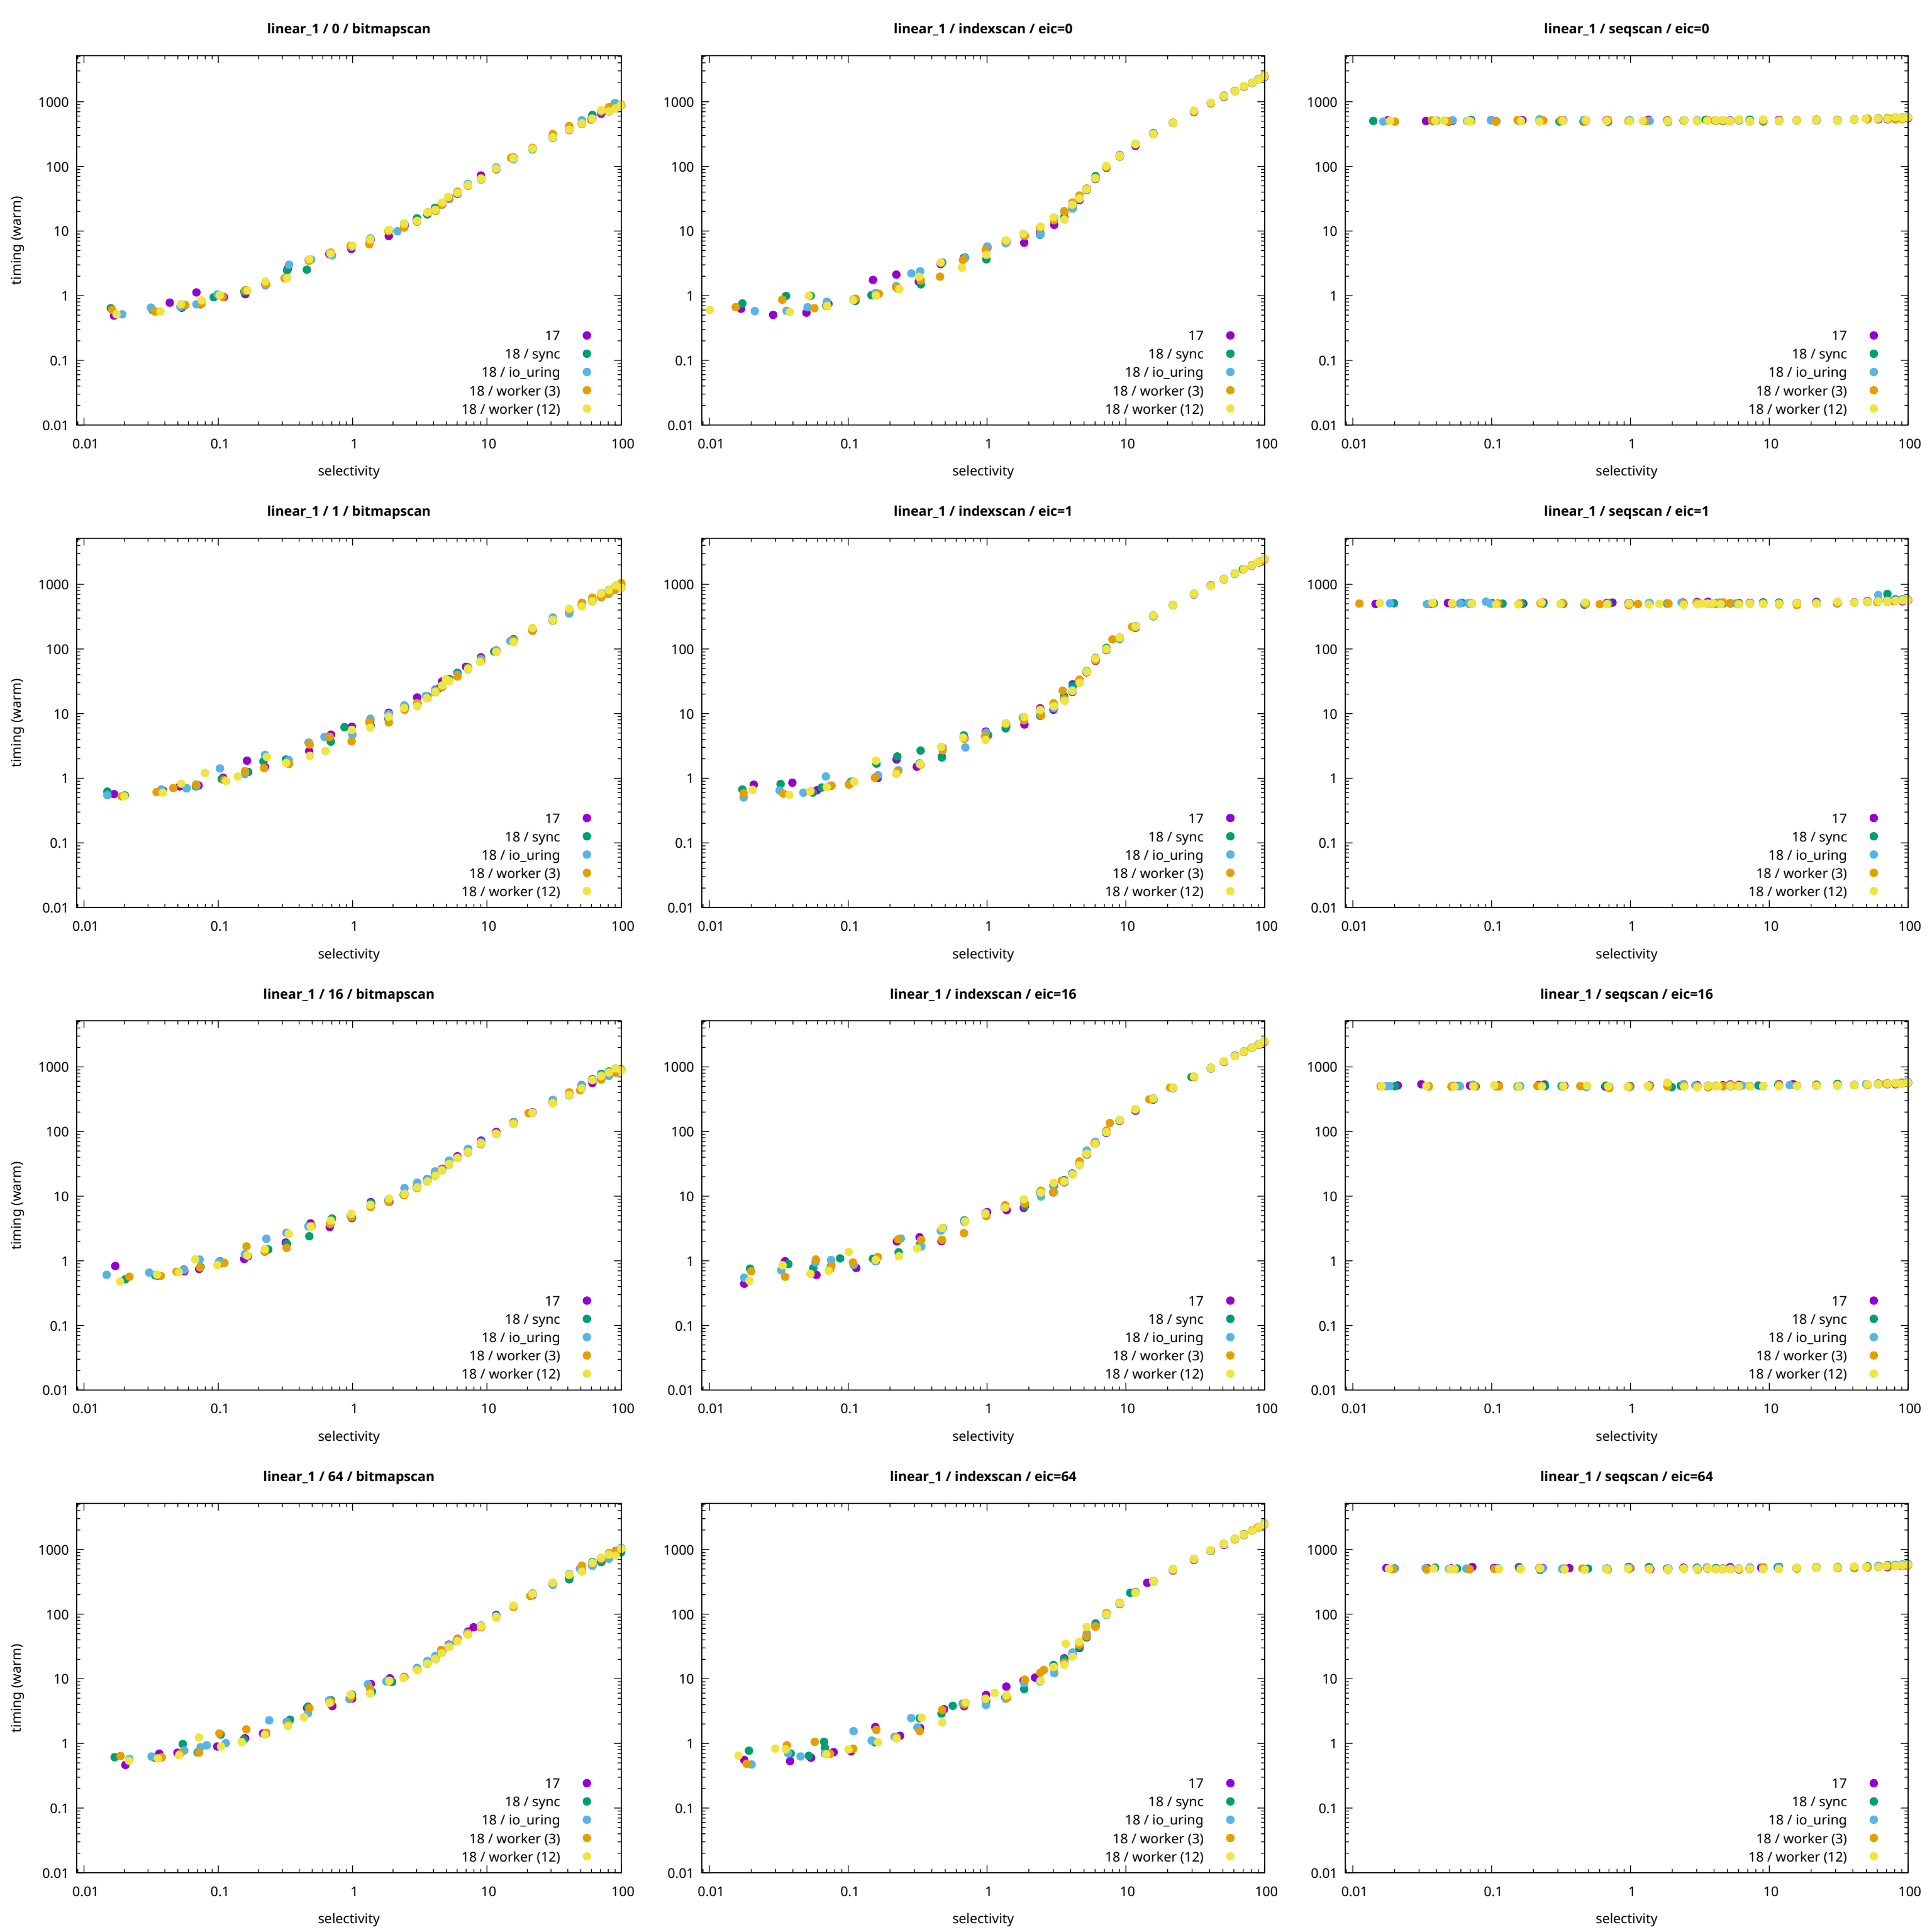 linear_1 / 0 / bitmapscan
timing (warm)
1000
100
10
1
0.1
0.01
17
18 / sync
18 / io_uring
18 / worker (3)
18 / worker (12)
0.01 0.1 1 10 100
selectivity
linear_1 / indexscan / eic=0
1000
100
10
1
0.1
0.01
17
18 / sync
18 / io_uring
18 / worker (3)
18 / worker (12)
0.01 0.1 1 10 100
selectivity
linear_1 / seqscan / eic=0
1000
100
10
1
0.1
0.01
17
18 / sync
18 / io_uring
18 / worker (3)
18 / worker (12)
0.01 0.1 1 10 100
selectivity
linear_1 / 1 / bitmapscan
timing (warm)
1000
100
10
1
0.1
0.01
17
18 / sync
18 / io_uring
18 / worker (3)
18 / worker (12)
0.01 0.1 1 10 100
selectivity
linear_1 / indexscan / eic=1
1000
100
10
1
0.1
0.01
17
18 / sync
18 / io_uring
18 / worker (3)
18 / worker (12)
0.01 0.1 1 10 100
selectivity
linear_1 / seqscan / eic=1
1000
100
10
1
0.1
0.01
17
18 / sync
18 / io_uring
18 / worker (3)
18 / worker (12)
0.01 0.1 1 10 100
selectivity
linear_1 / 16 / bitmapscan
timing (warm)
1000
100
10
1
0.1
0.01
17
18 / sync
18 / io_uring
18 / worker (3)
18 / worker (12)
0.01 0.1 1 10 100
selectivity
linear_1 / indexscan / eic=16
1000
100
10
1
0.1
0.01
17
18 / sync
18 / io_uring
18 / worker (3)
18 / worker (12)
0.01 0.1 1 10 100
selectivity
linear_1 / seqscan / eic=16
1000
100
10
1
0.1
0.01
17
18 / sync
18 / io_uring
18 / worker (3)
18 / worker (12)
0.01 0.1 1 10 100
selectivity
linear_1 / 64 / bitmapscan
timing (warm)
1000
100
10
1
0.1
0.01
17
18 / sync
18 / io_uring
18 / worker (3)
18 / worker (12)
0.01 0.1 1 10 100
selectivity
linear_1 / indexscan / eic=64
1000
100
10
1
0.1
0.01
17
18 / sync
18 / io_uring
18 / worker (3)
18 / worker (12)
0.01 0.1 1 10 100
selectivity
linear_1 / seqscan / eic=64
1000
100
10
1
0.1
0.01
17
18 / sync
18 / io_uring
18 / worker (3)
18 / worker (12)
0.01 0.1 1 10 100
selectivity